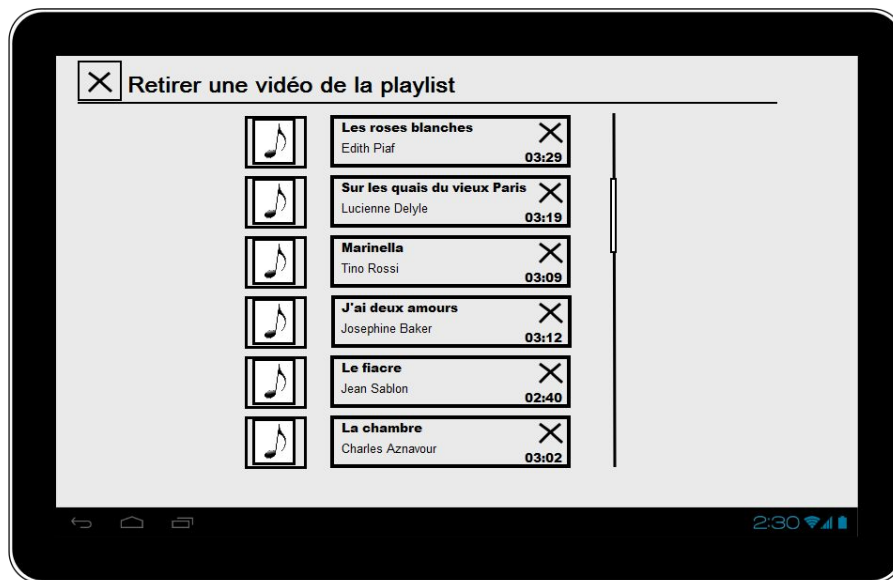 Retirer une vidéo de la playlist
Les roses blanches
Edith Piaf
03:29
Sur les quais du vieux Paris
Lucienne Delyle
03:19
Marinella
Tino Rossi
03:09
J'ai deux amours
Josephine Baker
03:12
Le fiacre
Jean Sablon
02:40
La chambre
Charles Aznavour
03:02
2:30